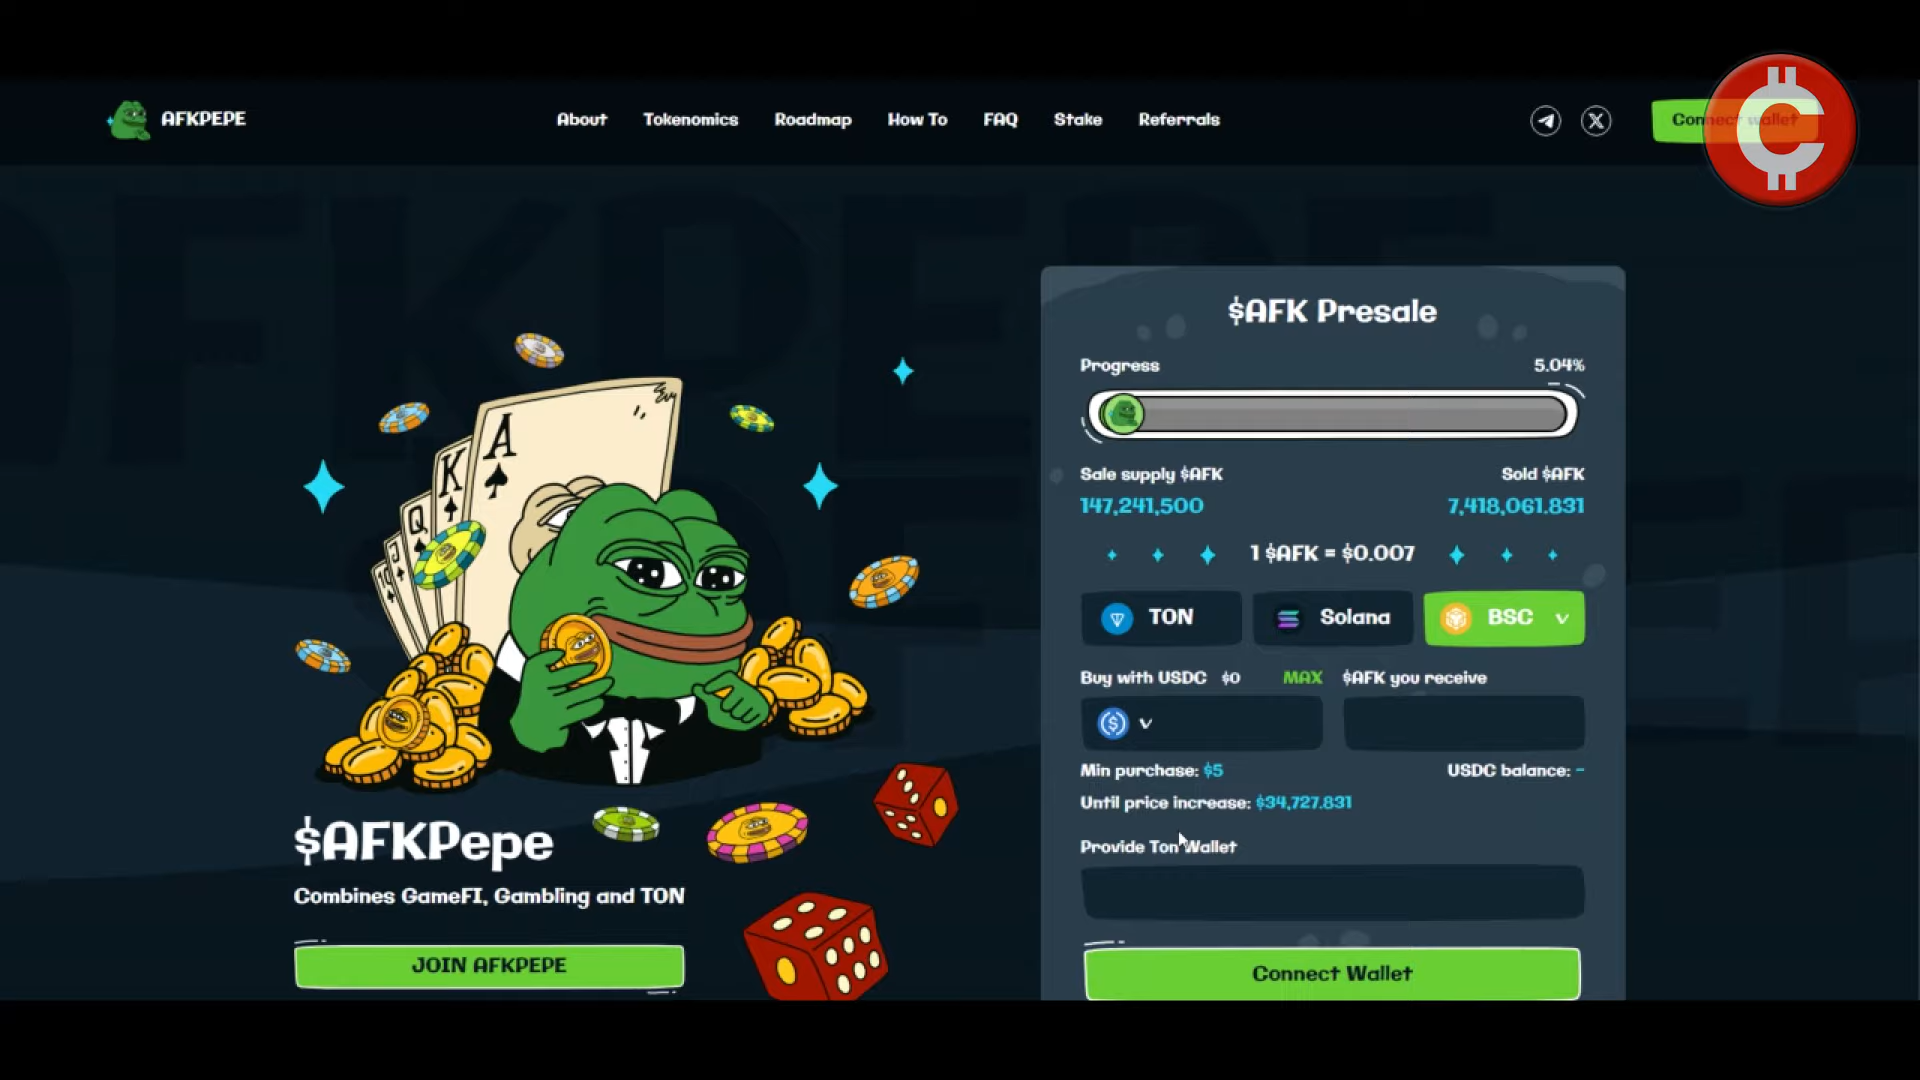 AFKPEPE
About Tokenomics Roadmap How To FAQ Stake Referrals
Connect wallet
$AFK Presale
Progress 5.04%
Sale supply $AFK Sold $AFK
147,241,500 7,418,061.831
1 $AFK = $0.007
TON Solana BSC
Buy with USDC $0 MAX $AFK you receive
Min purchase: $5 USDC balance: -
Until price increase: $34,727.831
Provide Ton Wallet
Connect Wallet
A
K
Q
J
10
$AFKPepe
Combines GameFI, Gambling and TON
JOIN AFKPEPE